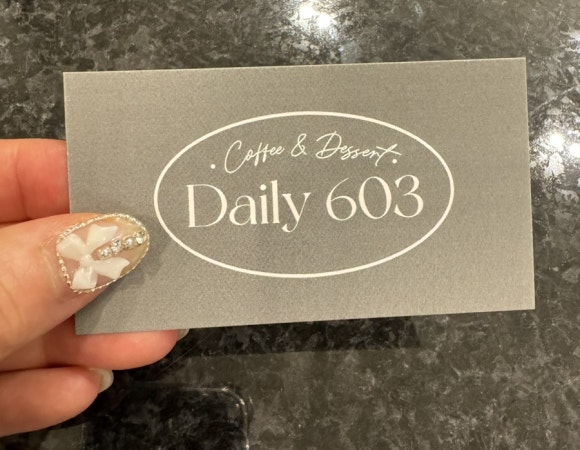 · Coffee & Dessert ·
Daily 603